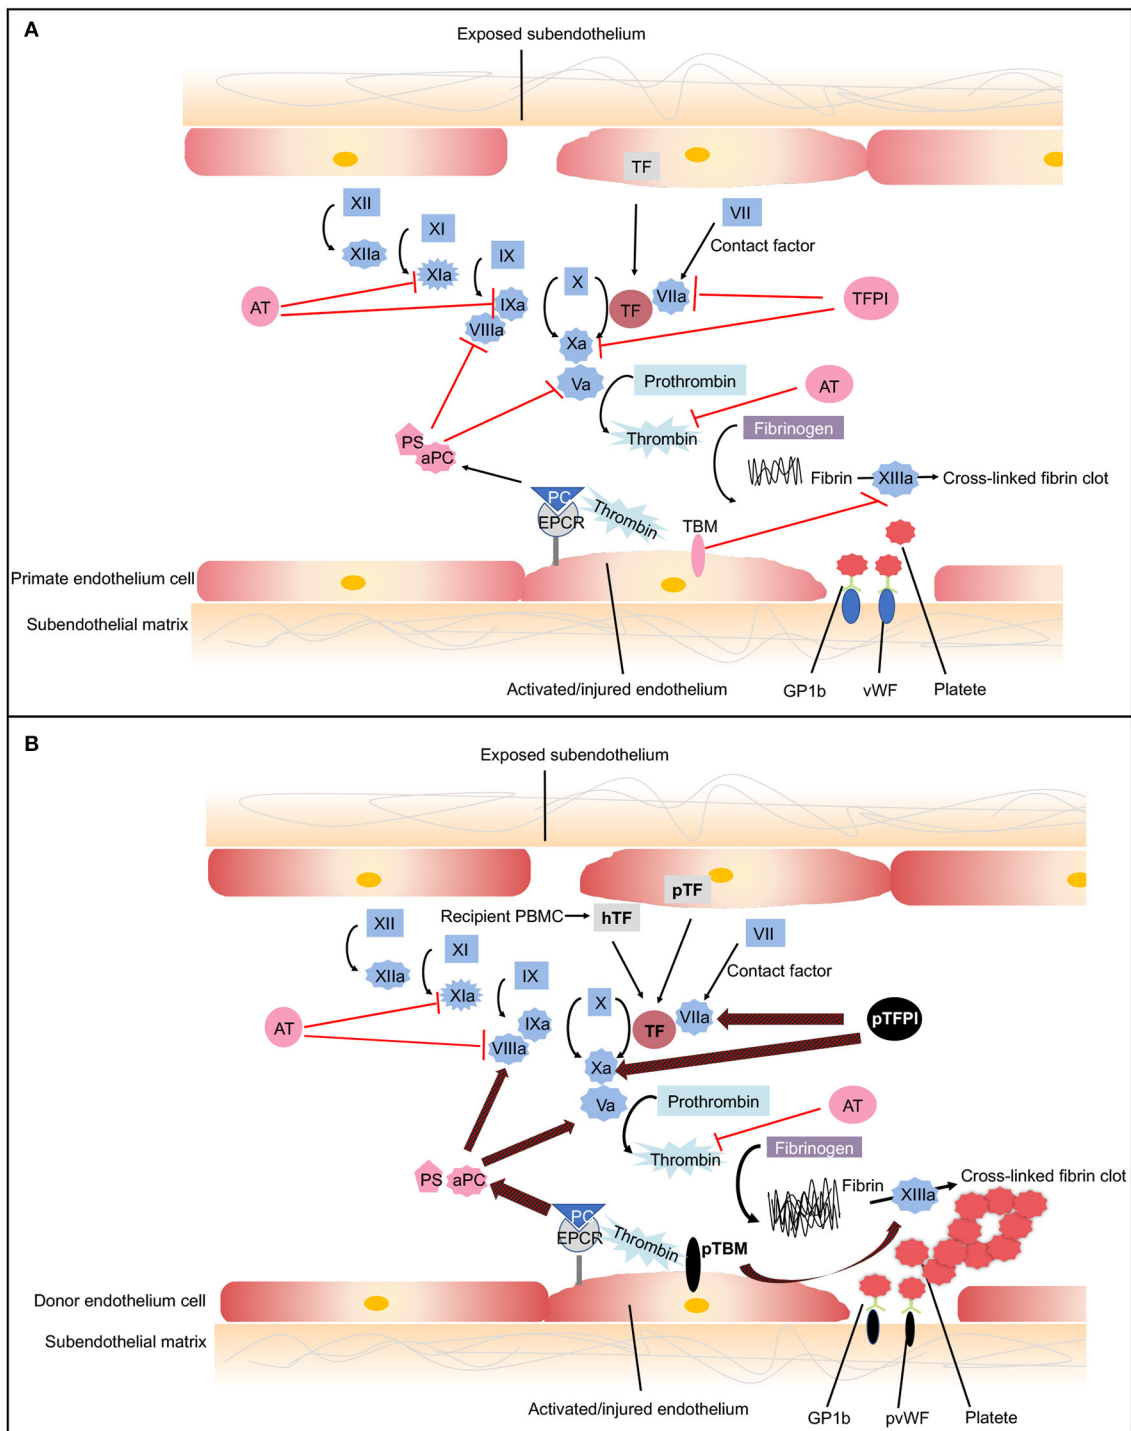 A
Exposed subendothelium
TF
XII
VII
XI
Contact factor
XIIa
IX
XIa
X
AT
IXa
TF
VIIa
TFPI
VIIIa
Xa
Va
Prothrombin
AT
Thrombin
Fibrinogen
PS
aPC
Fibrin
XIIIa
Cross-linked fibrin clot
PC
EPCR
Thrombin
TBM
Primate endothelium cell
Subendothelial matrix
Activated/injured endothelium
GP1b
vWF
Platete
B
Exposed subendothelium
pTF
Recipient PBMC
hTF
XII
VII
XI
Contact factor
XIIa
IX
XIa
X
AT
IXa
TF
VIIa
pTFPI
VIIIa
Xa
Va
Prothrombin
AT
Thrombin
Fibrinogen
PS
aPC
Fibrin
XIIIa
Cross-linked fibrin clot
PC
EPCR
Thrombin
pTBM
Donor endothelium cell
Subendothelial matrix
Activated/injured endothelium
GP1b
pvWF
Platete